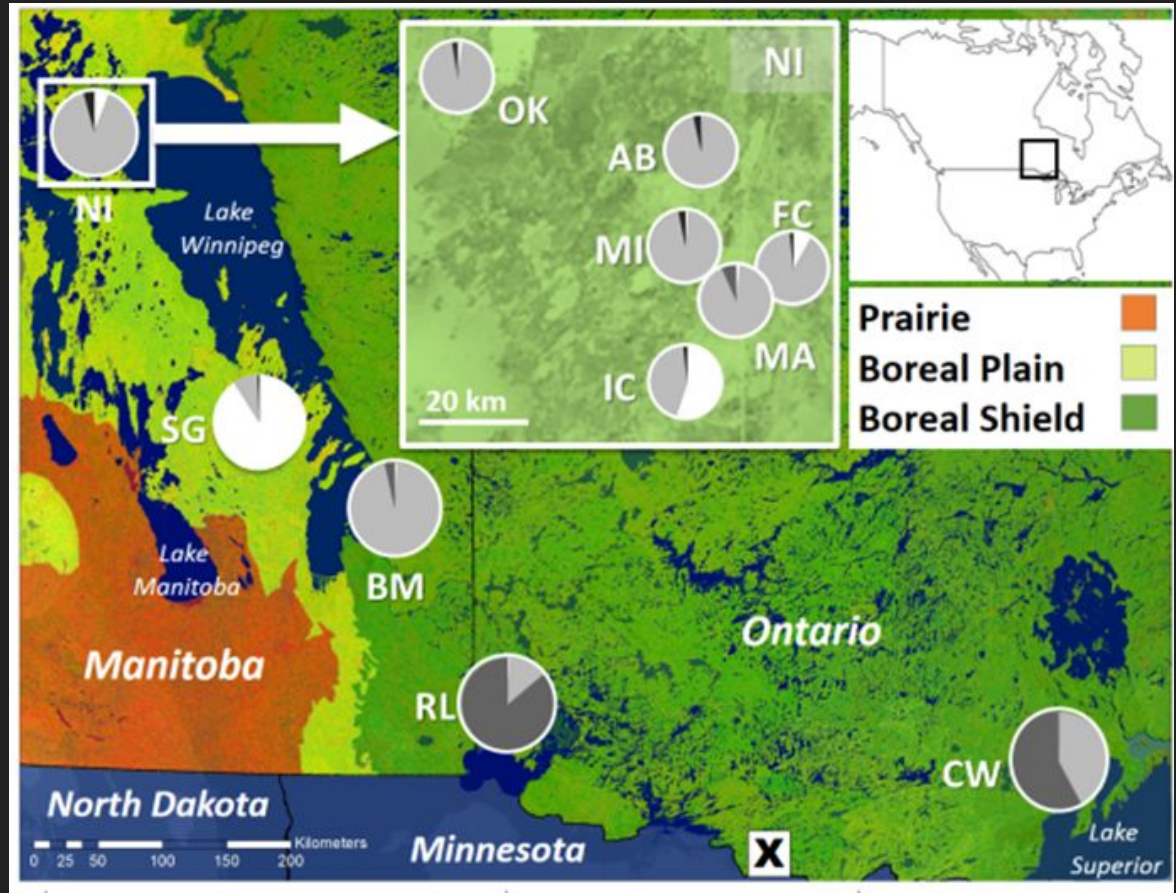 NI
Lake
Winnipeg
SG
Lake
Manitoba
BM
Manitoba
RL
Ontario
CW
North Dakota
Kilometers
0 25 50 100 150 200
Minnesota
X
Lake
Superior
NI
OK
AB
FC
MI
MA
IC
20 km
Prairie
Boreal Plain
Boreal Shield